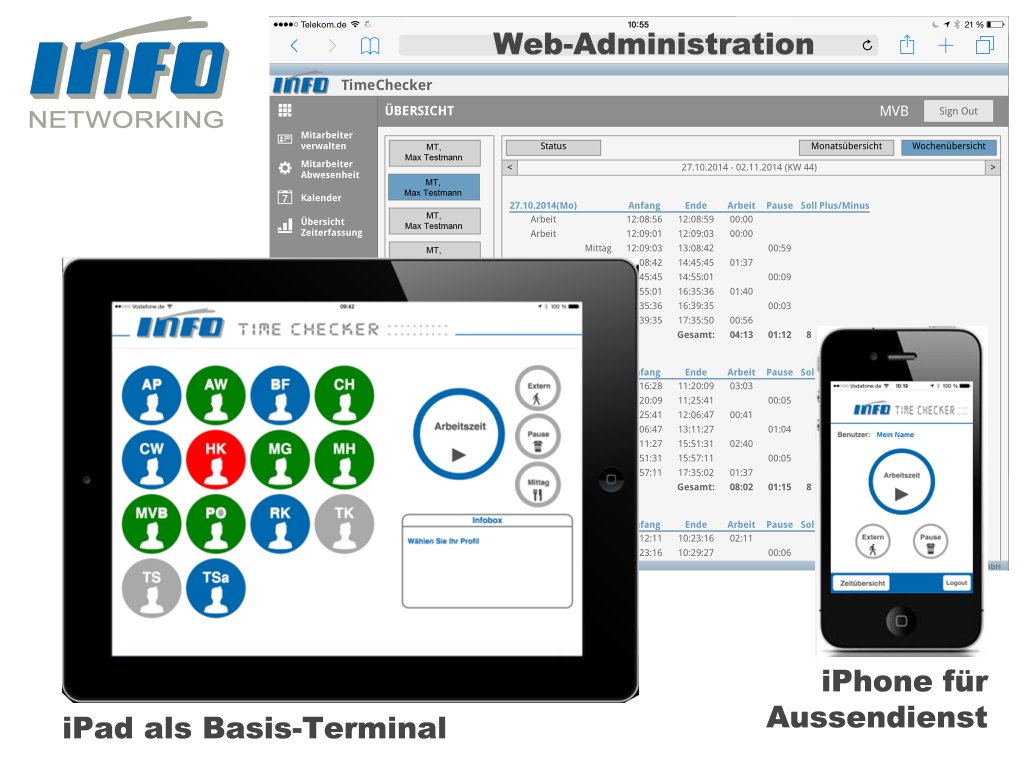 INFO
NETWORKING
Telekom.de
10:55
21 %
Web-Administration
INFO TimeChecker
ÜBERSICHT
MVB
Sign Out
Mitarbeiter
verwalten
Mitarbeiter
Abwesenheit
7
Kalender
Übersicht
Zeiterfassung
MT,
Max Testmann
MT,
Max Testmann
MT,
Max Testmann
MT,
Status
Monatsübersicht
Wochenübersicht
< 27.10.2014 - 02.11.2014 (KW 44) >
27.10.2014(Mo) Anfang Ende Arbeit Pause Soll Plus/Minus
Arbeit 12:08:56 12:08:59 00:00
Arbeit 12:09:01 12:09:03 00:00
Mittag 12:09:03 13:08:42 00:59
08:42 14:45:45 01:37
45:45 14:55:01 00:09
55:01 16:35:36 01:40
35:36 16:39:35 00:03
39:35 17:35:50 00:56
Gesamt: 04:13 01:12 8
nfang Ende Arbeit Pause Sol
16:28 11:20:09 03:03
20:09 11:25:41 00:05
25:41 12:06:47 00:41
06:47 13:11:27 01:04
11:27 15:51:31 02:40
51:31 15:57:11 00:05
57:11 17:35:02 01:37
Gesamt: 08:02 01:15 8
nfang Ende Arbeit Pause Sol
12:11 10:23:16 02:11
23:16 10:29:27 00:06
mbH
Vodafone.de
09:42
100 %
INFO TIME CHECKER
AP
AW
BF
CH
CW
HK
MG
MH
MVB
PO
RK
TK
TS
TSa
Arbeitszeit
Extern
Pause
Mittag
Infobox
Wählen Sie Ihr Profil
Vodafone.de
10:19
100 %
INFO TIME CHECKER
Benutzer: Mein Name
Arbeitszeit
Extern
Pause
Zeitübersicht
Logout
iPad als Basis-Terminal
iPhone für
Aussendienst